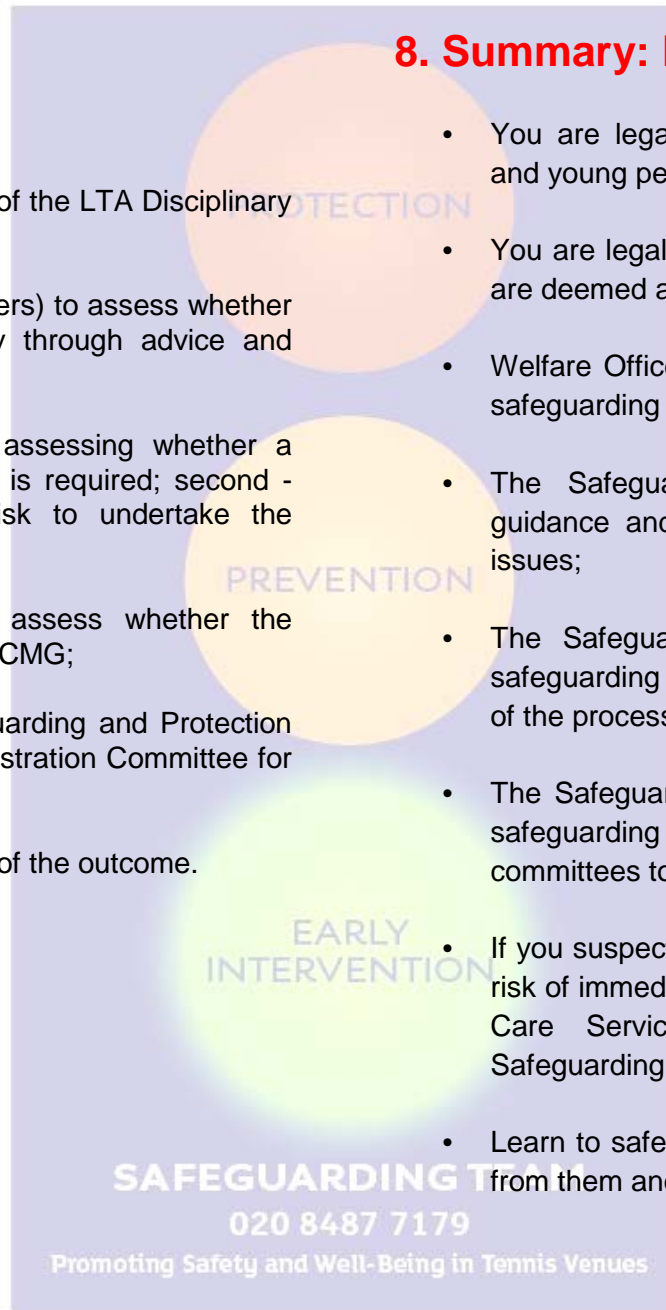 of the LTA Disciplinary
ers) to assess whether
through advice and
assessing whether a
is required; second -
isk to undertake the
assess whether the
CMG;
uarding and Protection
stration Committee for
of the outcome.
8. Summary:
• You are lega
and young pe
• You are legal
are deemed a
• Welfare Offic
safeguarding
• The Safegua
guidance and
issues;
• The Safegua
safeguarding
of the process
• The Safeguar
safeguarding
committees to
• If you suspect
risk of immed
Care Servic
Safeguarding
• Learn to safe
from them and
PROTECTION
PREVENTION
EARLY
INTERVENTION
SAFEGUARDING TEAM
020 8487 7179
Promoting Safety and Well-Being in Tennis Venues